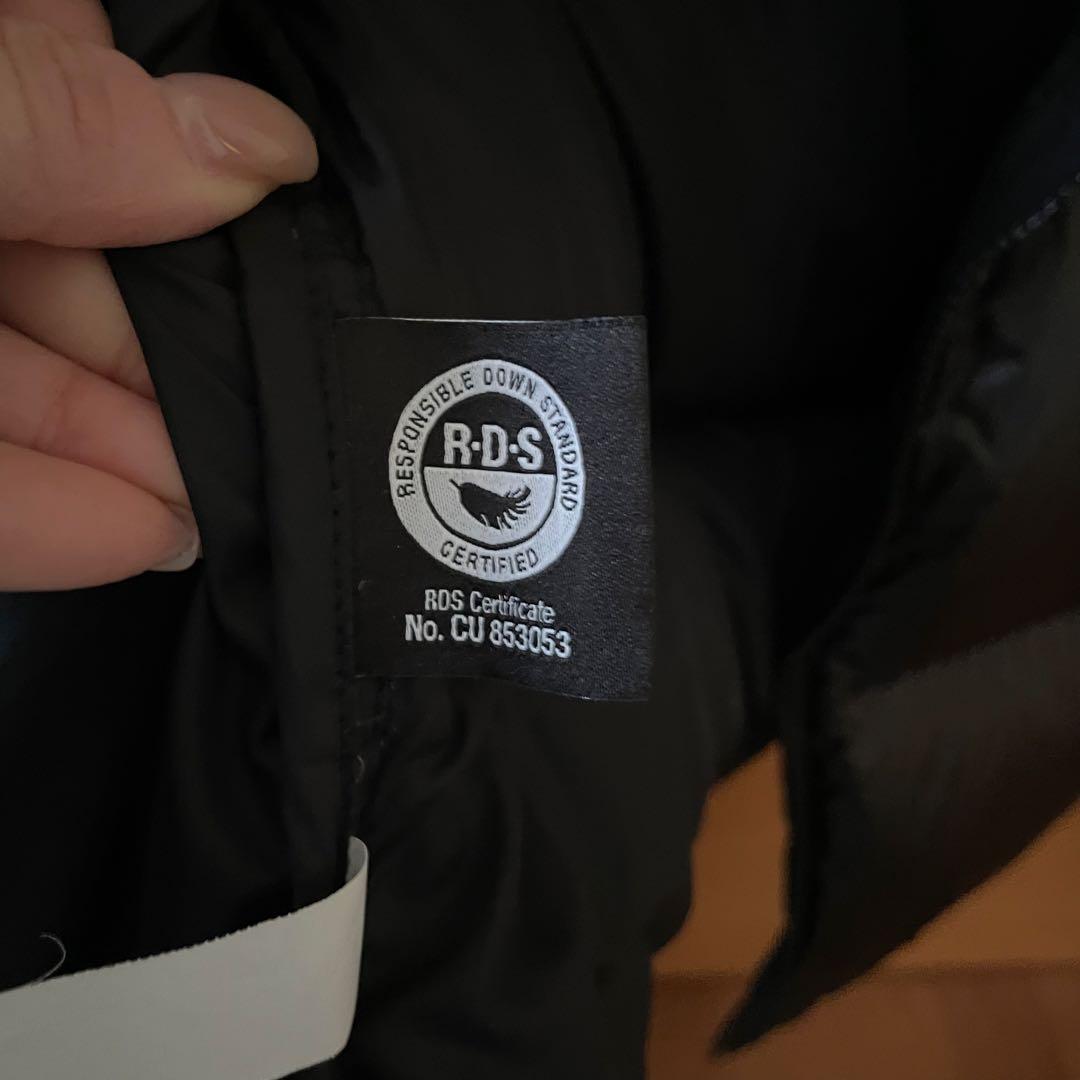 RESPONSIBLE DOWN STANDARD
R·D·S
CERTIFIED
RDS Certificate
No. CU 853053